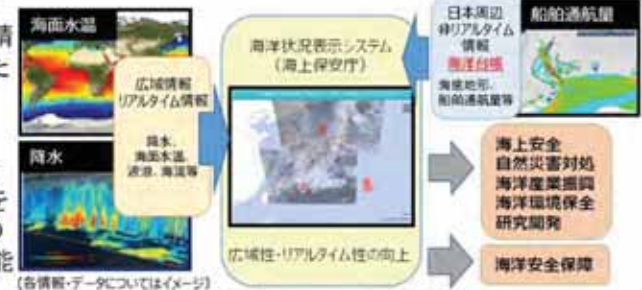 情
た
を
り
能
海面水温
降水
(各情報・データについてはイメージ)
広域情報
リアルタイム情報
降水、
海面水温、
波浪、海流等
海洋状況表示システム
(海上保安庁)
広域性・リアルタイム性の向上
日本周辺
非リアルタイム
情報
海洋台帳
海底地形、
船舶通航量等
船舶通航量
海上安全
自然災害対処
海洋産業振興
海洋環境保全
研究開発
海洋安全保障